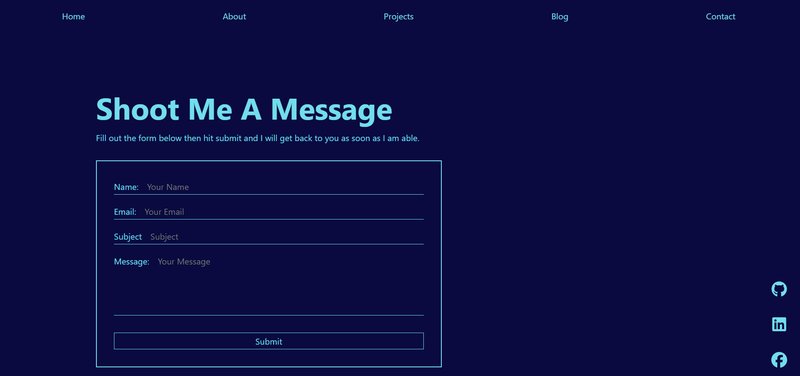 Home About Projects Blog Contact
Shoot Me A Message
Fill out the form below then hit submit and I will get back to you as soon as I am able.
Name: Your Name
Email: Your Email
Subject Subject
Message: Your Message
Submit
in